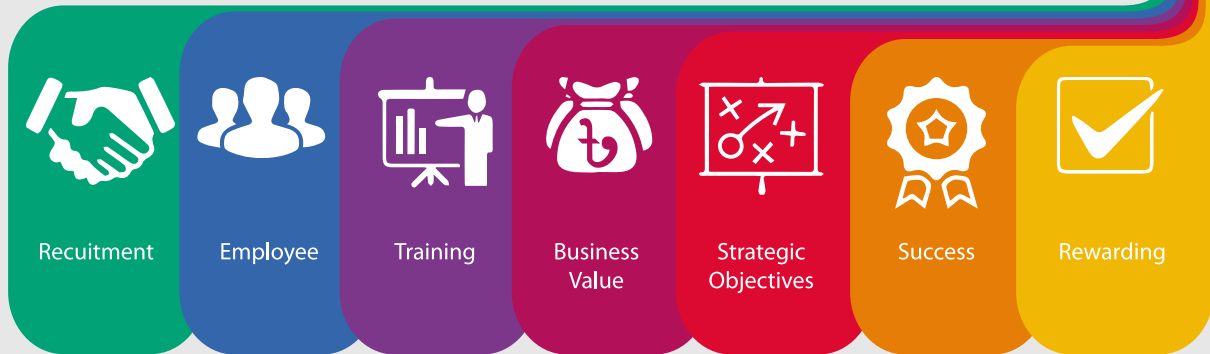 Recuitment
Employee
Training
Business
Value
Strategic
Objectives
Success
Rewarding
৳